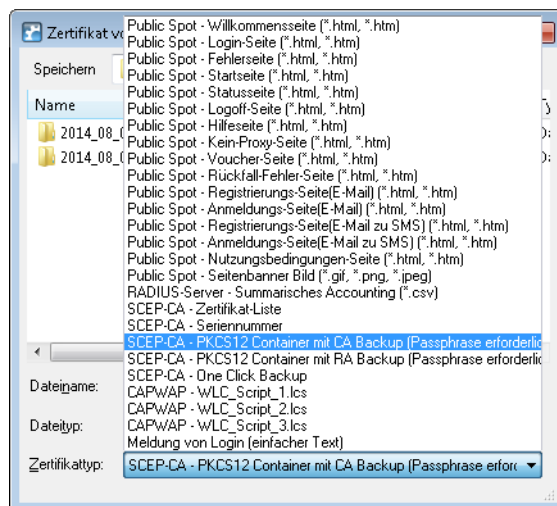 Zertifikat vo
Public Spot - Willkommensseite (*.html, *.htm)
Public Spot - Login-Seite (*.html, *.htm)
Public Spot - Fehlerseite (*.html, *.htm)
Speichern
Public Spot - Startseite (*.html, *.htm)
Public Spot - Statusseite (*.html, *.htm)
Name
Public Spot - Logoff-Seite (*.html, *.htm)
Public Spot - Hilfeseite (*.html, *.htm)
2014_08_0
Public Spot - Kein-Proxy-Seite (*.html, *.htm)
2014_08_0
Public Spot - Voucher-Seite (*.html, *.htm)
Public Spot - Rückfall-Fehler-Seite (*.html, *.htm)
Public Spot - Registrierungs-Seite(E-Mail) (*.html, *.htm)
Public Spot - Anmeldungs-Seite(E-Mail) (*.html, *.htm)
Public Spot - Registrierungs-Seite(E-Mail zu SMS) (*.html, *.htm)
Public Spot - Anmeldungs-Seite(E-Mail zu SMS) (*.html, *.htm)
Public Spot - Nutzungsbedingungen-Seite (*.html, *.htm)
Public Spot - Seitenbanner Bild (*.gif, *.png, *.jpeg)
RADIUS-Server - Summarisches Accounting (*.csv)
SCEP-CA - Zertifikat-Liste
SCEP-CA - Seriennummer
SCEP-CA - PKCS12 Container mit CA Backup (Passphrase erforderlic
SCEP-CA - PKCS12 Container mit RA Backup (Passphrase erforderlic
SCEP-CA - One Click Backup
Dateiname:
CAPWAP - WLC_Script_1.lcs
CAPWAP - WLC_Script_2.lcs
Dateityp:
CAPWAP - WLC_Script_3.lcs
Meldung von Login (einfacher Text)
Zertifikattyp:
SCEP-CA - PKCS12 Container mit CA Backup (Passphrase erforc